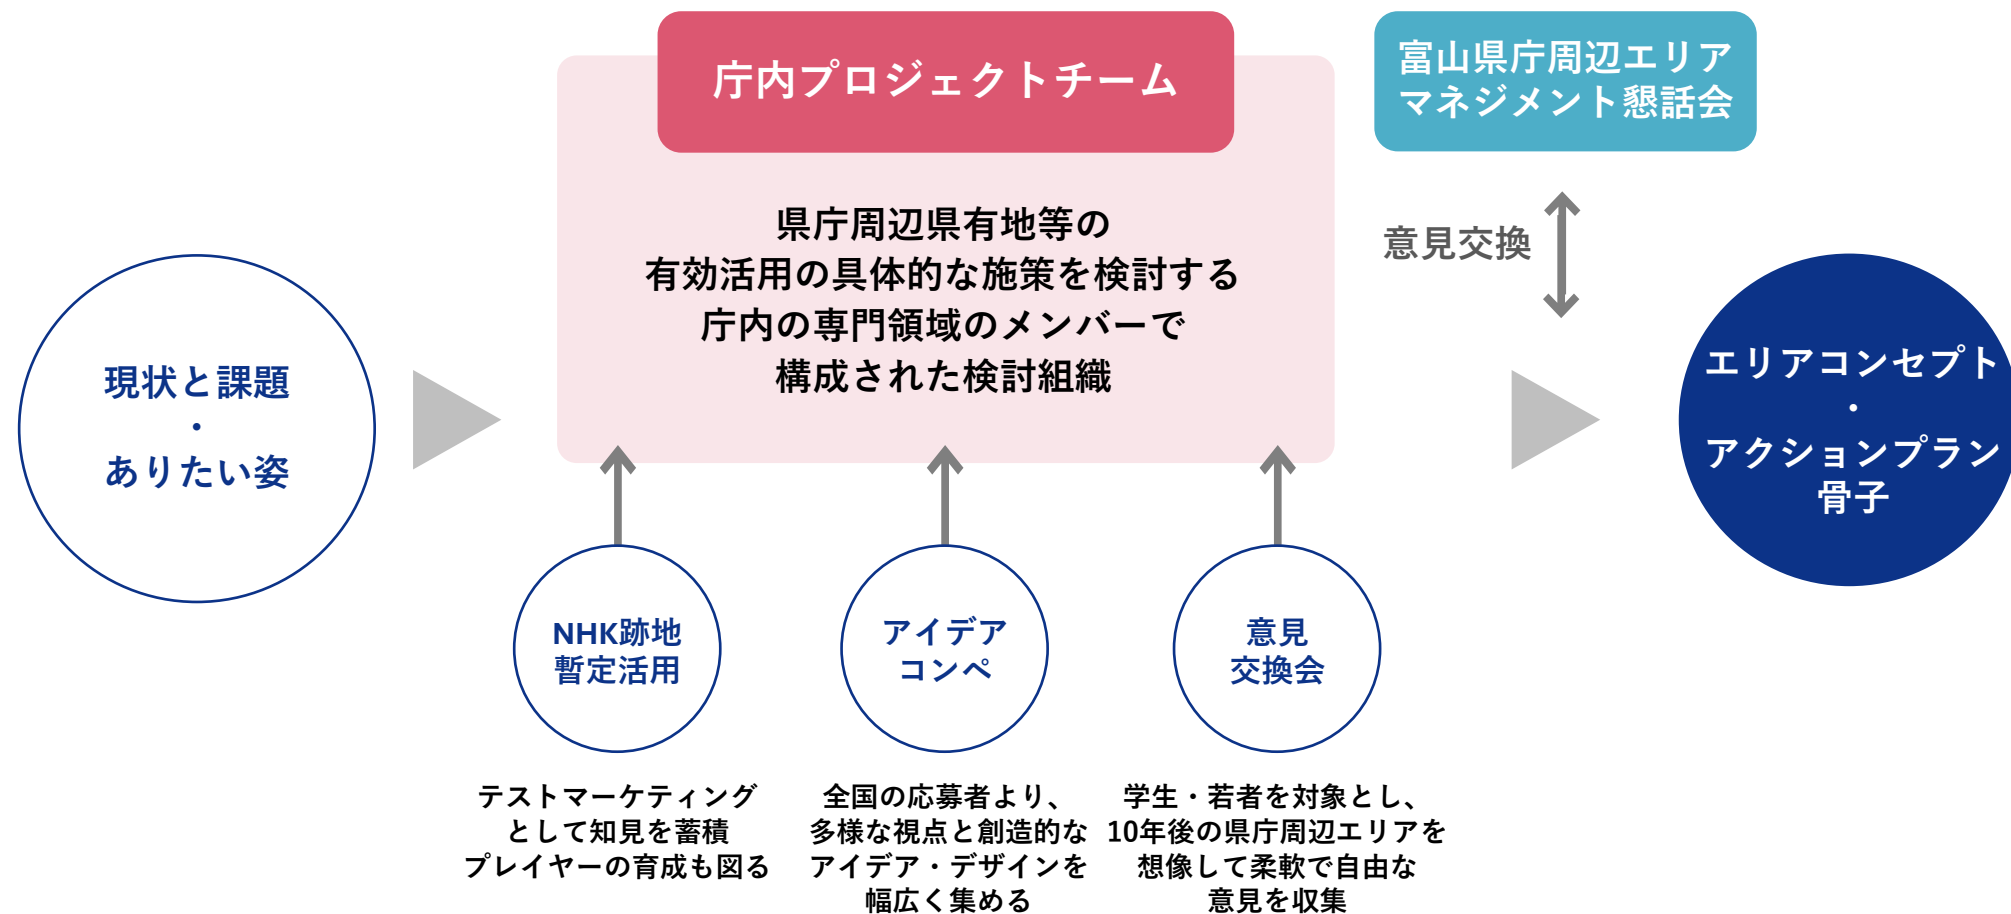 庁内プロジェクトチーム
富山県庁周辺エリア
マネジメント懇話会
県庁周辺県有地等の
有効活用の具体的な施策を検討する
庁内の専門領域のメンバーで
構成された検討組織
意見交換
現状と課題
・
ありたい姿
エリアコンセプト
・
アクションプラン
骨子
NHK跡地
暫定活用
アイデア
コンペ
意見
交換会
テストマーケティング
として知見を蓄積
プレイヤーの育成も図る
全国の応募者より、
多様な視点と創造的な
アイデア・デザインを
幅広く集める
学生・若者を対象とし、
10年後の県庁周辺エリアを
想像して柔軟で自由な
意見を収集